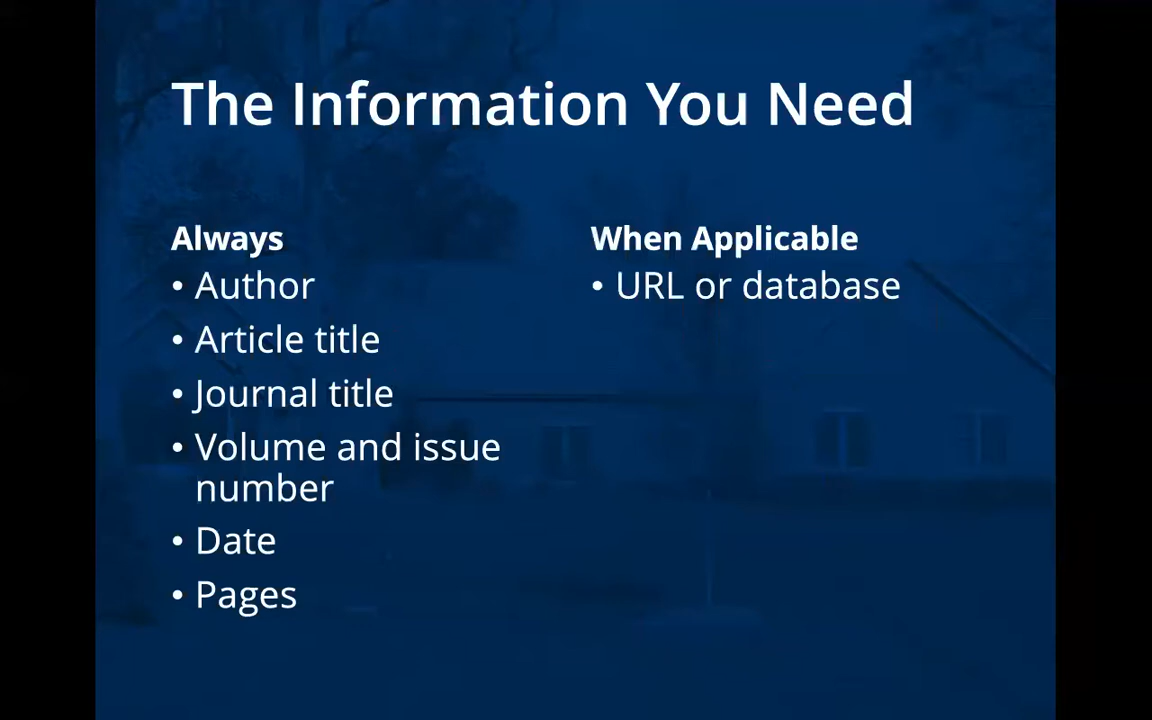 The Information You Need
Always
• Author
• Article title
• Journal title
• Volume and issue
number
• Date
• Pages
When Applicable
• URL or database